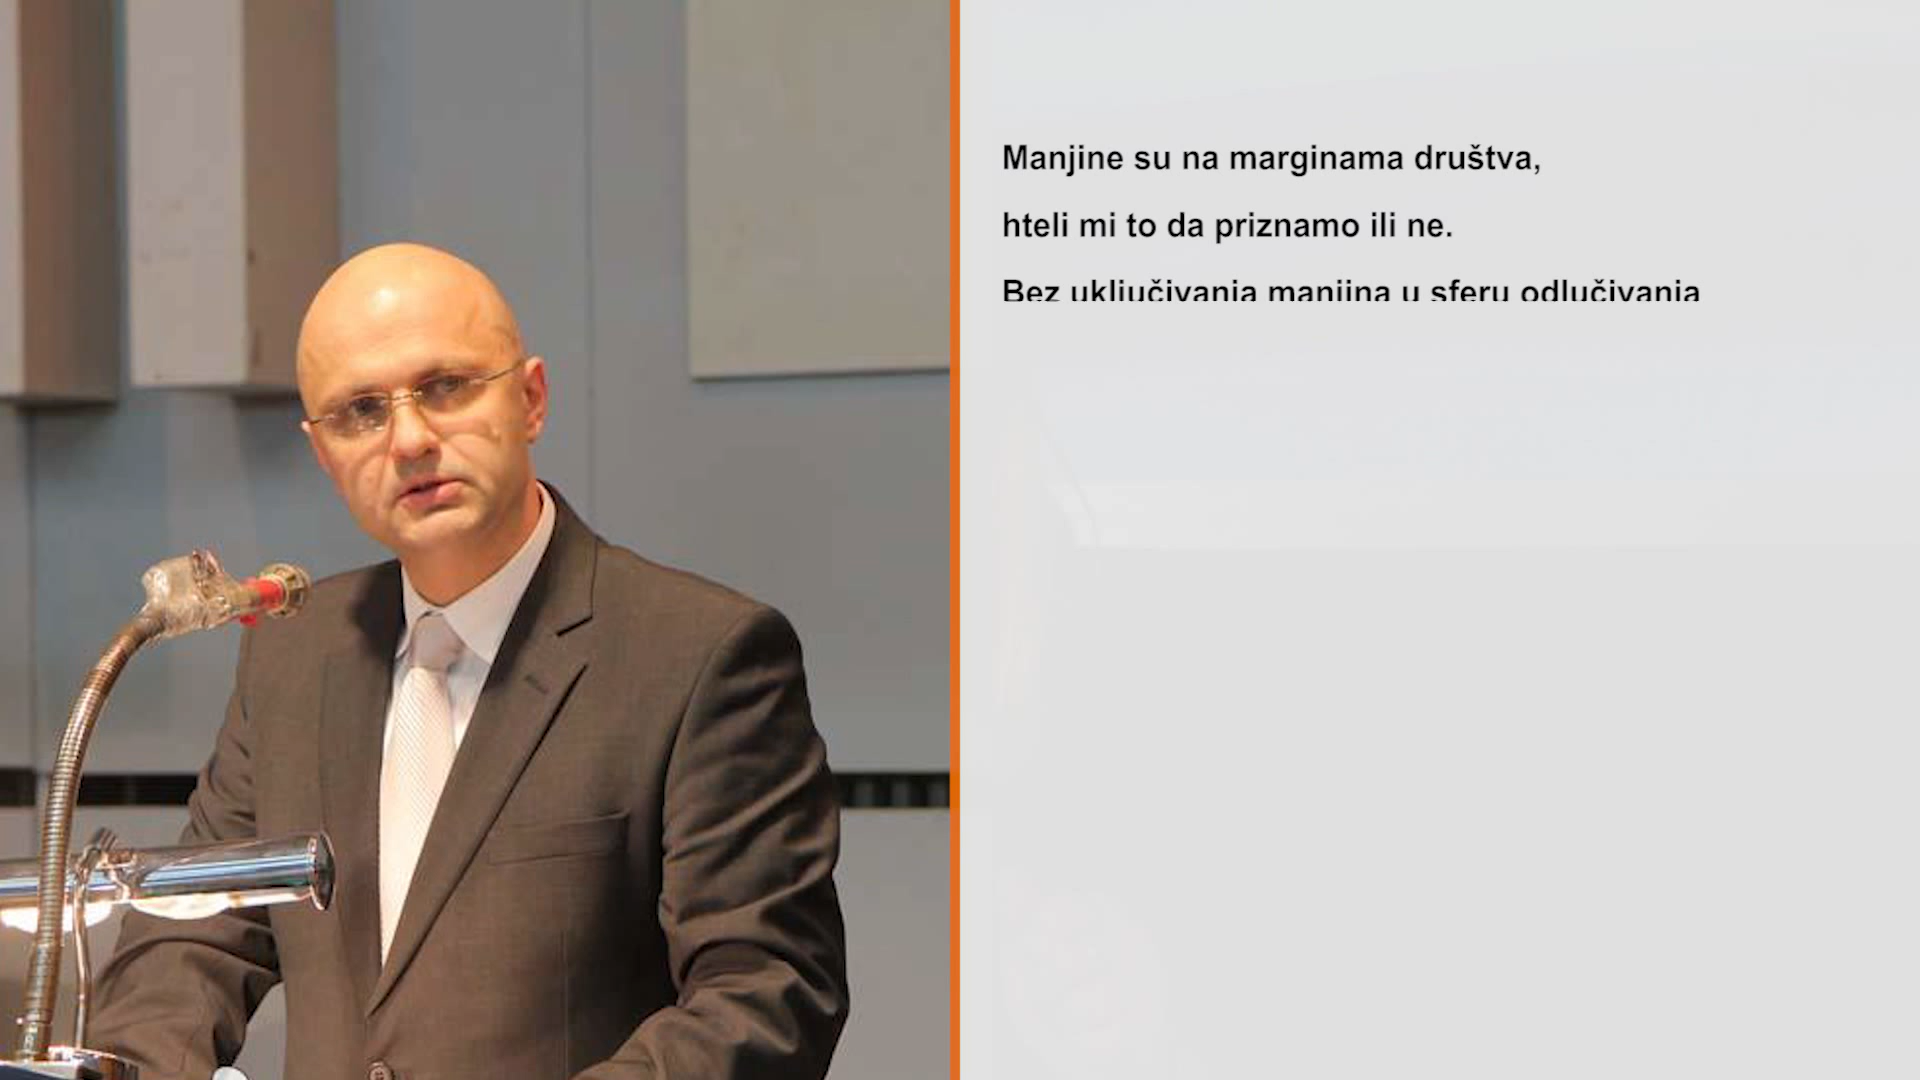 Manjine su na marginama društva,
hteli mi to da priznamo ili ne.
Bez uključivanja manjina u sferu odlučivanja